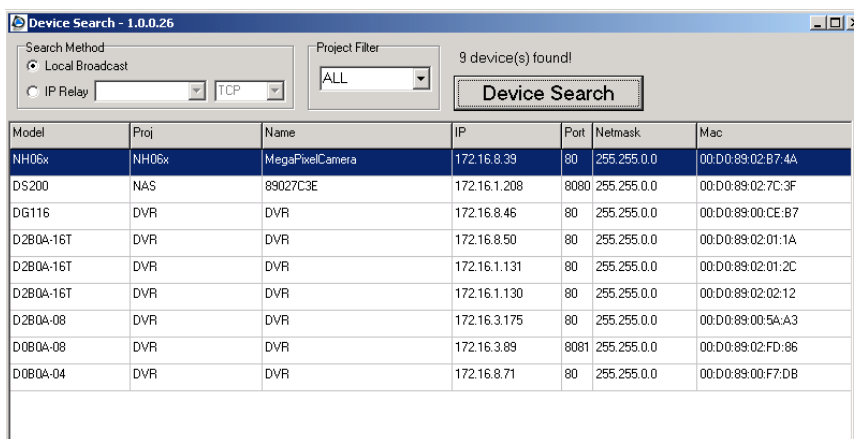 Device Search - 1.0.0.26
Search Method
Local Broadcast
IP Relay TCP
Project Filter
ALL
9 device(s) found!
Device Search
Model Proj Name IP Port Netmask Mac
NH06x NH06x MegaPixelCamera 172.16.8.39 80 255.255.0.0 00:D0:89:02:B7:4A
DS200 NAS 89027C3E 172.16.1.208 8080 255.255.0.0 00:D0:89:02:7C:3F
DG116 DVR DVR 172.16.8.46 80 255.255.0.0 00:D0:89:00:CE:B7
D2B0A-16T DVR DVR 172.16.8.50 80 255.255.0.0 00:D0:89:02:01:1A
D2B0A-16T DVR DVR 172.16.1.131 80 255.255.0.0 00:D0:89:02:01:2C
D2B0A-16T DVR DVR 172.16.1.130 80 255.255.0.0 00:D0:89:02:02:12
D2B0A-08 DVR DVR 172.16.3.175 80 255.255.0.0 00:D0:89:00:5A:A3
D0B0A-08 DVR DVR 172.16.3.89 8081 255.255.0.0 00:D0:89:02:FD:86
D0B0A-04 DVR DVR 172.16.8.71 80 255.255.0.0 00:D0:89:00:F7:DB